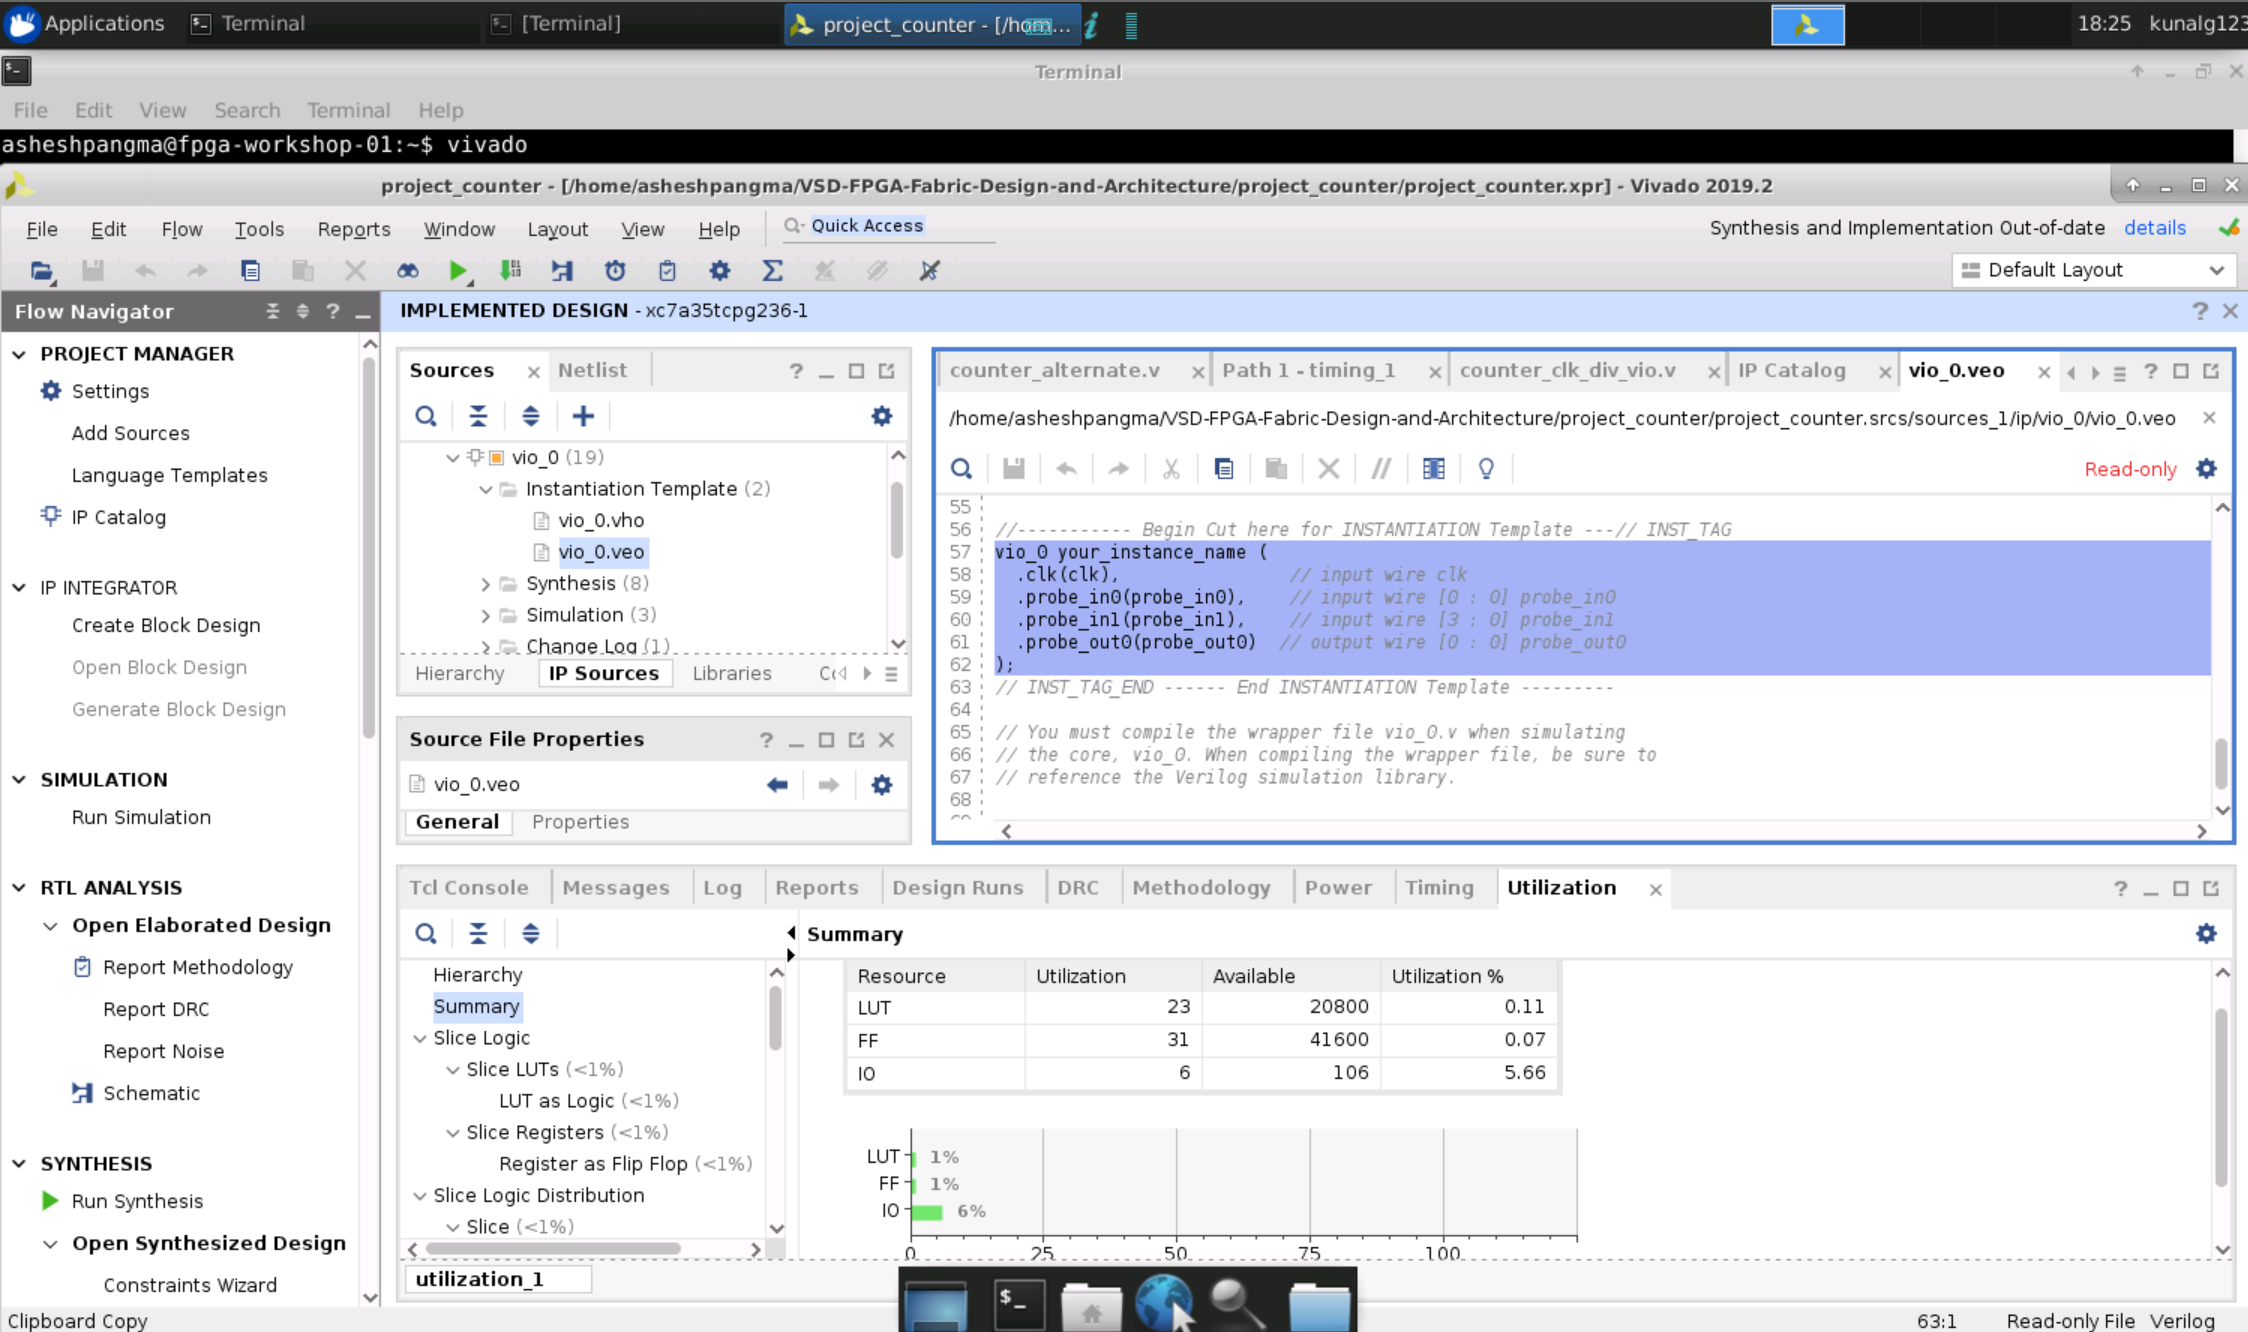 Applications Terminal [Terminal] project_counter - [/ho... 18:25 kunalg123
Terminal
File Edit View Search Terminal Help
asheshpangma@fpga-workshop-01:~$ vivado
project_counter - [/home/asheshpangma/VSD-FPGA-Fabric-Design-and-Architecture/project_counter/project_counter.xpr] - Vivado 2019.2
File Edit Flow Tools Reports Window Layout View Help Quick Access Synthesis and Implementation Out-of-date details
Default Layout
Flow Navigator
IMPLEMENTED DESIGN - xc7a35tcpg236-1
PROJECT MANAGER
Settings
Add Sources
Language Templates
IP Catalog
IP INTEGRATOR
Create Block Design
Open Block Design
Generate Block Design
SIMULATION
Run Simulation
RTL ANALYSIS
Open Elaborated Design
Report Methodology
Report DRC
Report Noise
Schematic
SYNTHESIS
Run Synthesis
Open Synthesized Design
Constraints Wizard
Sources Netlist
vio_0 (19)
Instantiation Template (2)
vio_0.vho
vio_0.veo
Synthesis (8)
Simulation (3)
Change Log (1)
Hierarchy IP Sources Libraries
Source File Properties
vio_0.veo
General Properties
counter_alternate.v Path 1 - timing_1 counter_clk_div_vio.v IP Catalog vio_0.veo
/home/asheshpangma/VSD-FPGA-Fabric-Design-and-Architecture/project_counter/project_counter.srcs/sources_1/ip/vio_0/vio_0.veo
Read-only
55
56 //----------- Begin Cut here for INSTANTIATION Template ---// INST_TAG
57 vio_0 your_instance_name (
58 .clk(clk), // input wire clk
59 .probe_in0(probe_in0), // input wire [0 : 0] probe_in0
60 .probe_in1(probe_in1), // input wire [3 : 0] probe_in1
61 .probe_out0(probe_out0) // output wire [0 : 0] probe_out0
62 );
63 // INST_TAG_END ------ End INSTANTIATION Template ---------
64
65 // You must compile the wrapper file vio_0.v when simulating
66 // the core, vio_0. When compiling the wrapper file, be sure to
67 // reference the Verilog simulation library.
68
Tcl Console Messages Log Reports Design Runs DRC Methodology Power Timing Utilization
Hierarchy
Summary
Slice Logic
Slice LUTs (<1%)
LUT as Logic (<1%)
Slice Registers (<1%)
Register as Flip Flop (<1%)
Slice Logic Distribution
Slice (<1%)
utilization_1
Summary
Resource Utilization Available Utilization %
LUT 23 20800 0.11
FF 31 41600 0.07
IO 6 106 5.66
LUT 1%
FF 1%
IO 6%
0 25 50 75 100
Clipboard Copy 63:1 Read-only File Verilog